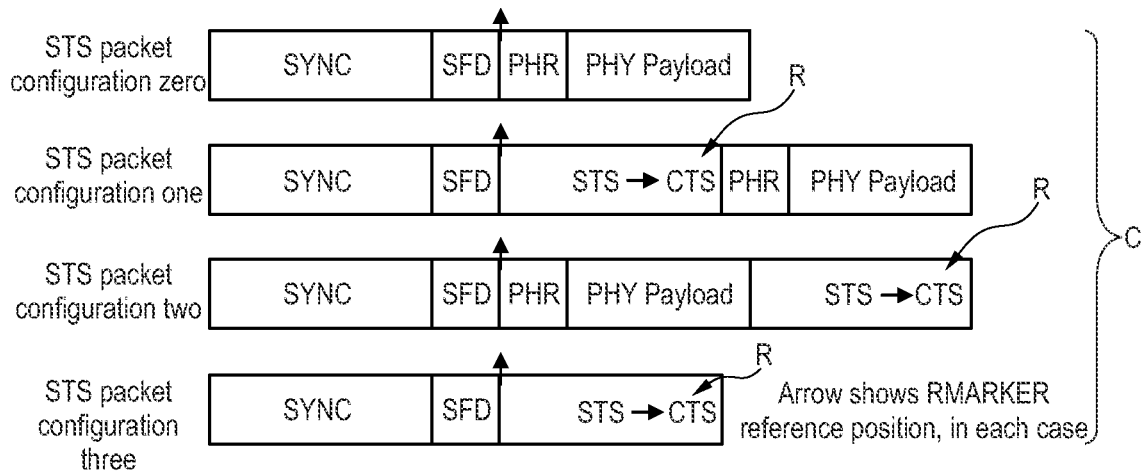 STS packet
configuration zero
SYNC SFD PHR PHY Payload
R
STS packet
configuration one
SYNC SFD STS → CTS PHR PHY Payload
R
STS packet
configuration two
SYNC SFD PHR PHY Payload STS → CTS
C
STS packet
configuration
three
SYNC SFD STS → CTS
R
Arrow shows RMARKER
reference position, in each case